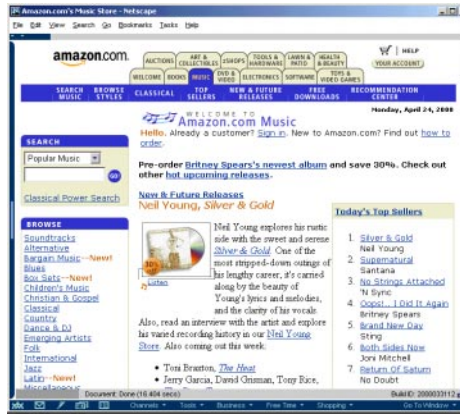 Amazon.com's Music Store - Netscape
File Edit View Search Go Bookmarks Tasks Help
amazon.com.
HELP
YOUR ACCOUNT
AUCTIONS ART & COLLECTIBLES zSHOPS TOOLS & HARDWARE LAWN & PATIO HEALTH & BEAUTY
WELCOME BOOKS MUSIC DVD & VIDEO ELECTRONICS SOFTWARE TOYS & VIDEO GAMES
SEARCH MUSIC BROWSE STYLES CLASSICAL TOP SELLERS NEW & FUTURE RELEASES FREE DOWNLOADS RECOMMENDATION CENTER
Monday, April 24, 2000
WELCOME TO
Amazon.com Music
Hello. Already a customer? Sign in. New to Amazon.com? Find out how to
order.
SEARCH
Popular Music
GO!
Classical Power Search
Pre-order Britney Spears's newest album and save 30%. Check out
other hot upcoming releases.
New & Future Releases
Neil Young, Silver & Gold
30% off
Listen
Neil Young explores his rustic
side with the sweet and serene
Silver & Gold. One of the
most stripped-down outings of
his lengthy career, it's carried
along by the beauty of
Young's lyrics and melodies,
and the clarity of his vocals.
Also, read an interview with the artist and explore
his varied recording history in our Neil Young
Store. Also coming out this week:
• Toni Braxton, The Heat
• Jerry Garcia, David Grisman, Tony Rice,
BROWSE
Soundtracks
Alternative
Bargain Music--New!
Blues
Box Sets--New!
Children's Music
Christian & Gospel
Classical
Country
Dance & DJ
Emerging Artists
Folk
International
Jazz
Latin--New!
Miscellaneous
Today's Top Sellers
1. Silver & Gold
Neil Young
2. Supernatural
Santana
3. No Strings Attached
'N Sync
4. Oops!... I Did It Again
Britney Spears
5. Brand New Day
Sting
6. Both Sides Now
Joni Mitchell
7. Return Of Saturn
No Doubt
Document: Done (16.404 secs)
BuildID: 2000033112
Channels Tools Business Free Time Shopping Go To Window